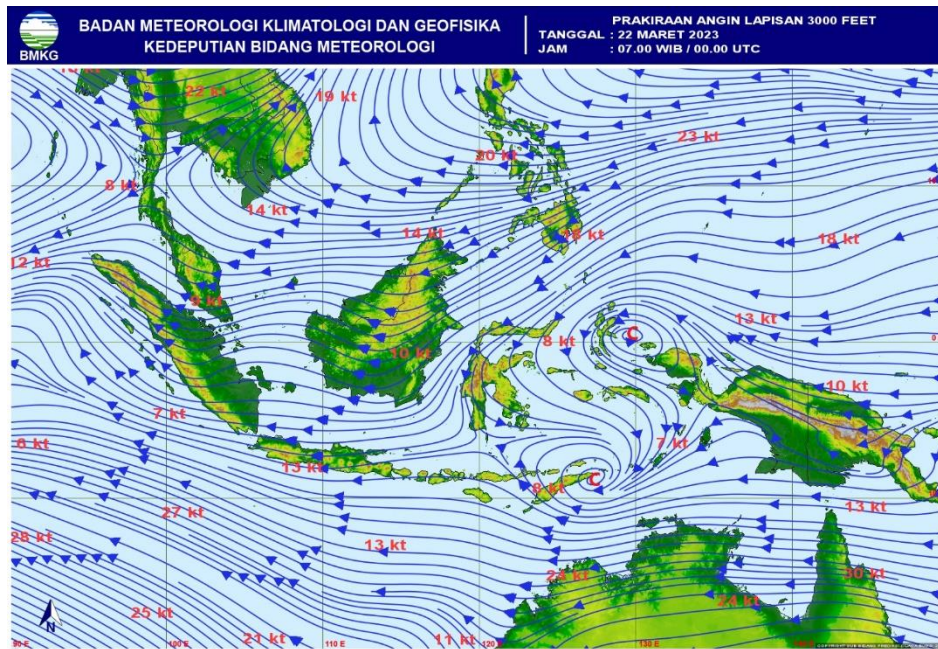 BMKG
BADAN METEOROLOGI KLIMATOLOGI DAN GEOFISIKA
KEDEPUTIAN BIDANG METEOROLOGI
PRAKIRAAN ANGIN LAPISAN 3000 FEET
TANGGAL : 22 MARET 2023
JAM : 07.00 WIB / 00.00 UTC
22 kt
19 kt
23 kt
20 kt
8 kt
14 kt
14 kt
18 kt
12 kt
9 kt
13 kt
C
8 kt
0
10 kt
10 kt
7 kt
7 kt
6 kt
13 kt
8 kt
C
27 kt
13 kt
28 kt
13 kt
30 kt
24 kt
25 kt
21 kt
11 kt
N
90 E
100 E
110 E
120 E
130 E